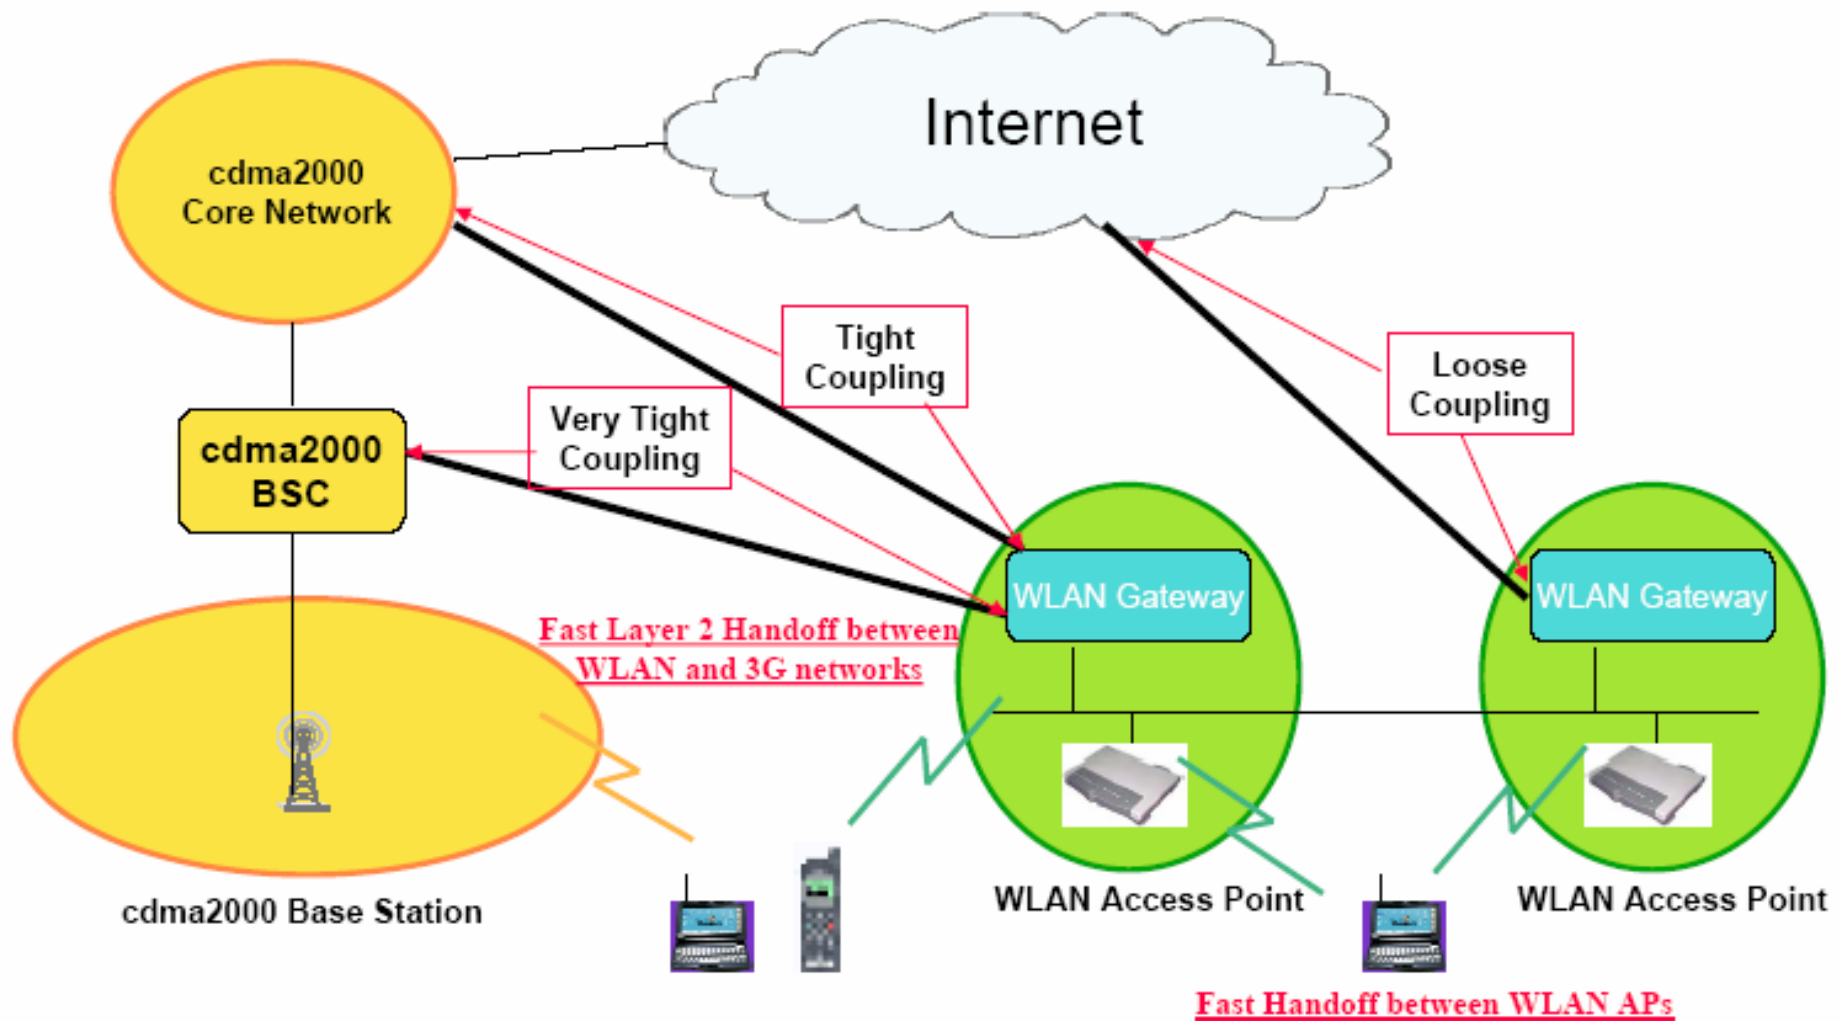 Internet
cdma2000
Core Network
Tight
Coupling
Loose
Coupling
Very Tight
Coupling
cdma2000
BSC
WLAN Gateway
WLAN Gateway
Fast Layer 2 Handoff between
WLAN and 3G networks
WLAN Access Point
WLAN Access Point
cdma2000 Base Station
Fast Handoff between WLAN APs